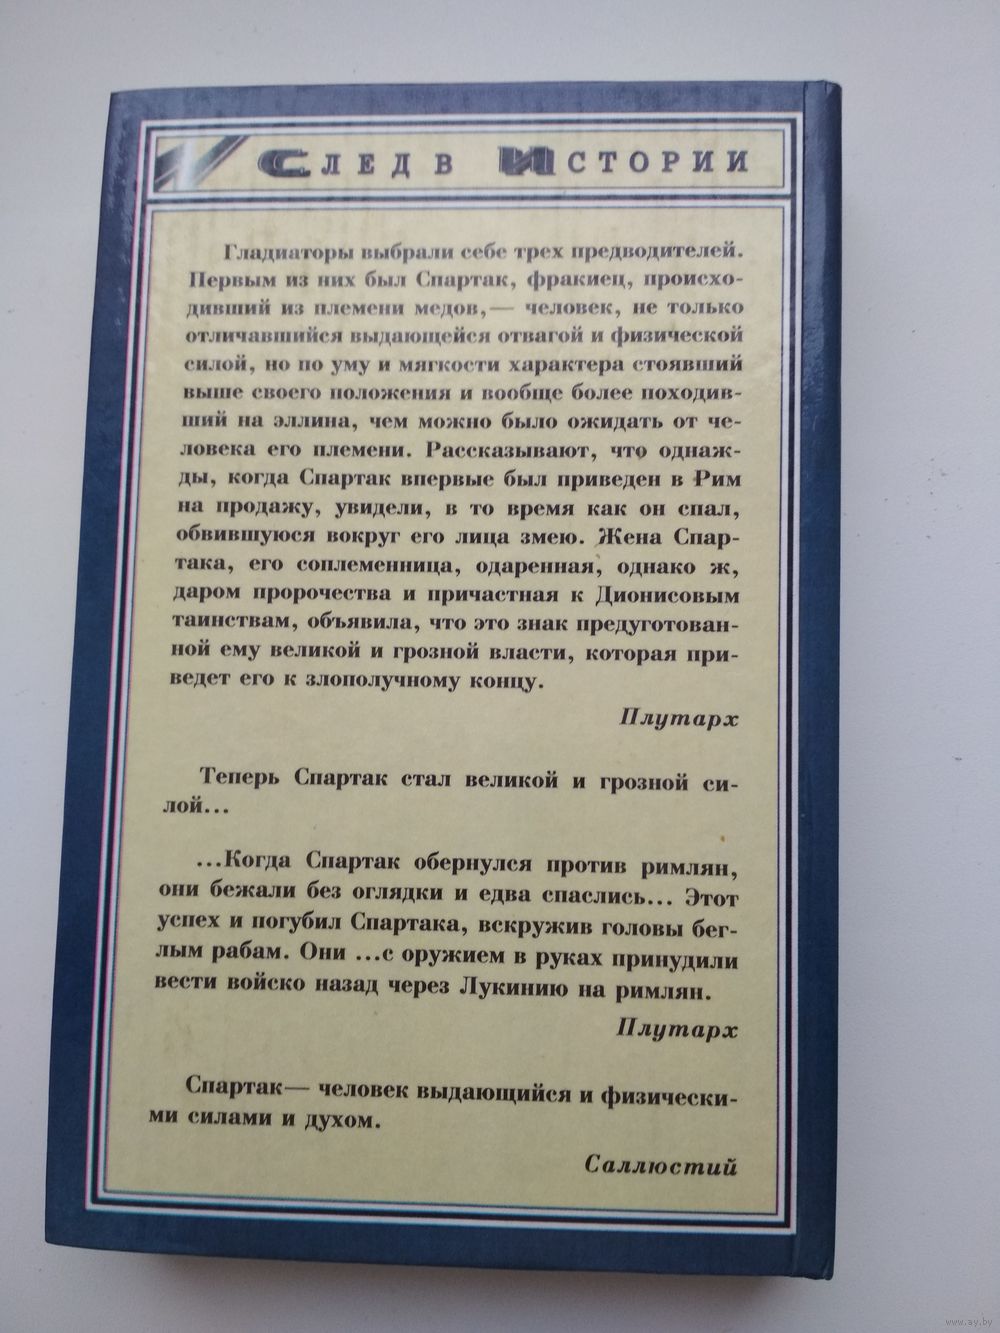 След в Истории
Гладиаторы выбрали себе трех предводителей.
Первым из них был Спартак, фракиец, происхо-
дивший из племени медов,— человек, не только
отличавшийся выдающейся отвагой и физической
силой, но по уму и мягкости характера стоявший
выше своего положения и вообще более походив-
ший на эллина, чем можно было ожидать от че-
ловека его племени. Рассказывают, что однаж-
ды, когда Спартак впервые был приведен в Рим
на продажу, увидели, в то время как он спал,
обвившуюся вокруг его лица змею. Жена Спар-
така, его соплеменница, одаренная, однако ж,
даром пророчества и причастная к Дионисовым
таинствам, объявила, что это знак предуготован-
ной ему великой и грозной власти, которая при-
ведет его к злополучному концу.
Плутарх
Теперь Спартак стал великой и грозной си-
лой...
...Когда Спартак обернулся против римлян,
они бежали без оглядки и едва спаслись... Этот
успех и погубил Спартака, вскружив головы бег-
лым рабам. Они ...с оружием в руках принудили
вести войско назад через Лукинию на римлян.
Плутарх
Спартак— человек выдающийся и физически-
ми силами и духом.
Саллюстий
www.ay.by